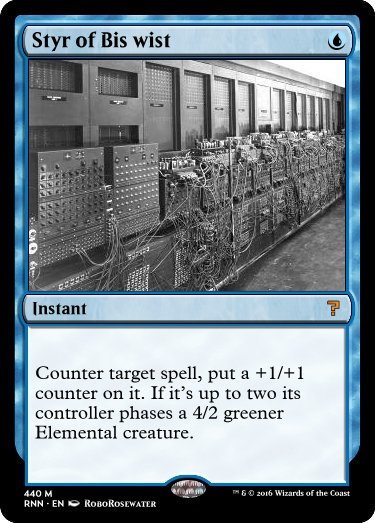 Styr of Bis wist
Instant
Counter target spell, put a +1/+1
counter on it. If it's up to two its
controller phases a 4/2 greener
Elemental creature.
440 M
RNN • EN RoboRosewater
™ & © 2016 Wizards of the Coast